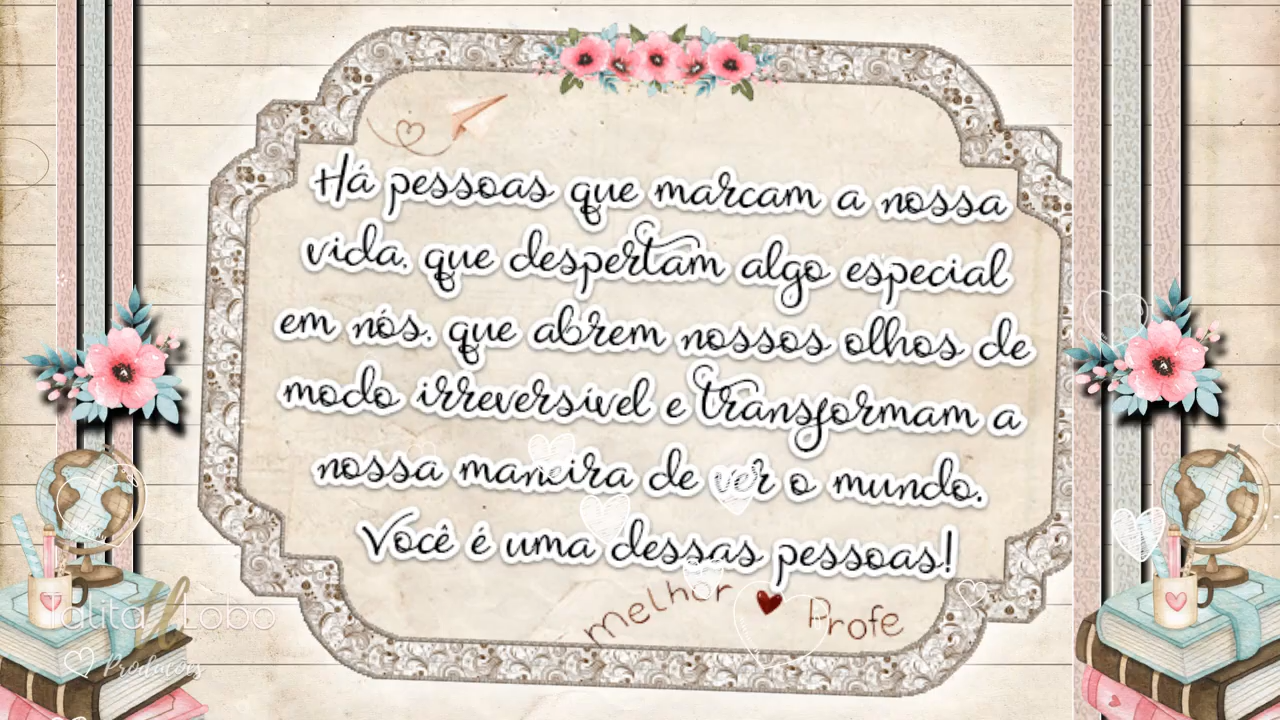 Há pessoas que marcam a nossa
vida, que despertam algo especial
em nós, que abrem nossos olhos de
modo irreversível e transformam a
nossa maneira de ver o mundo.
Você é uma dessas pessoas!
melhor Profe
Talita Lobo
Produções